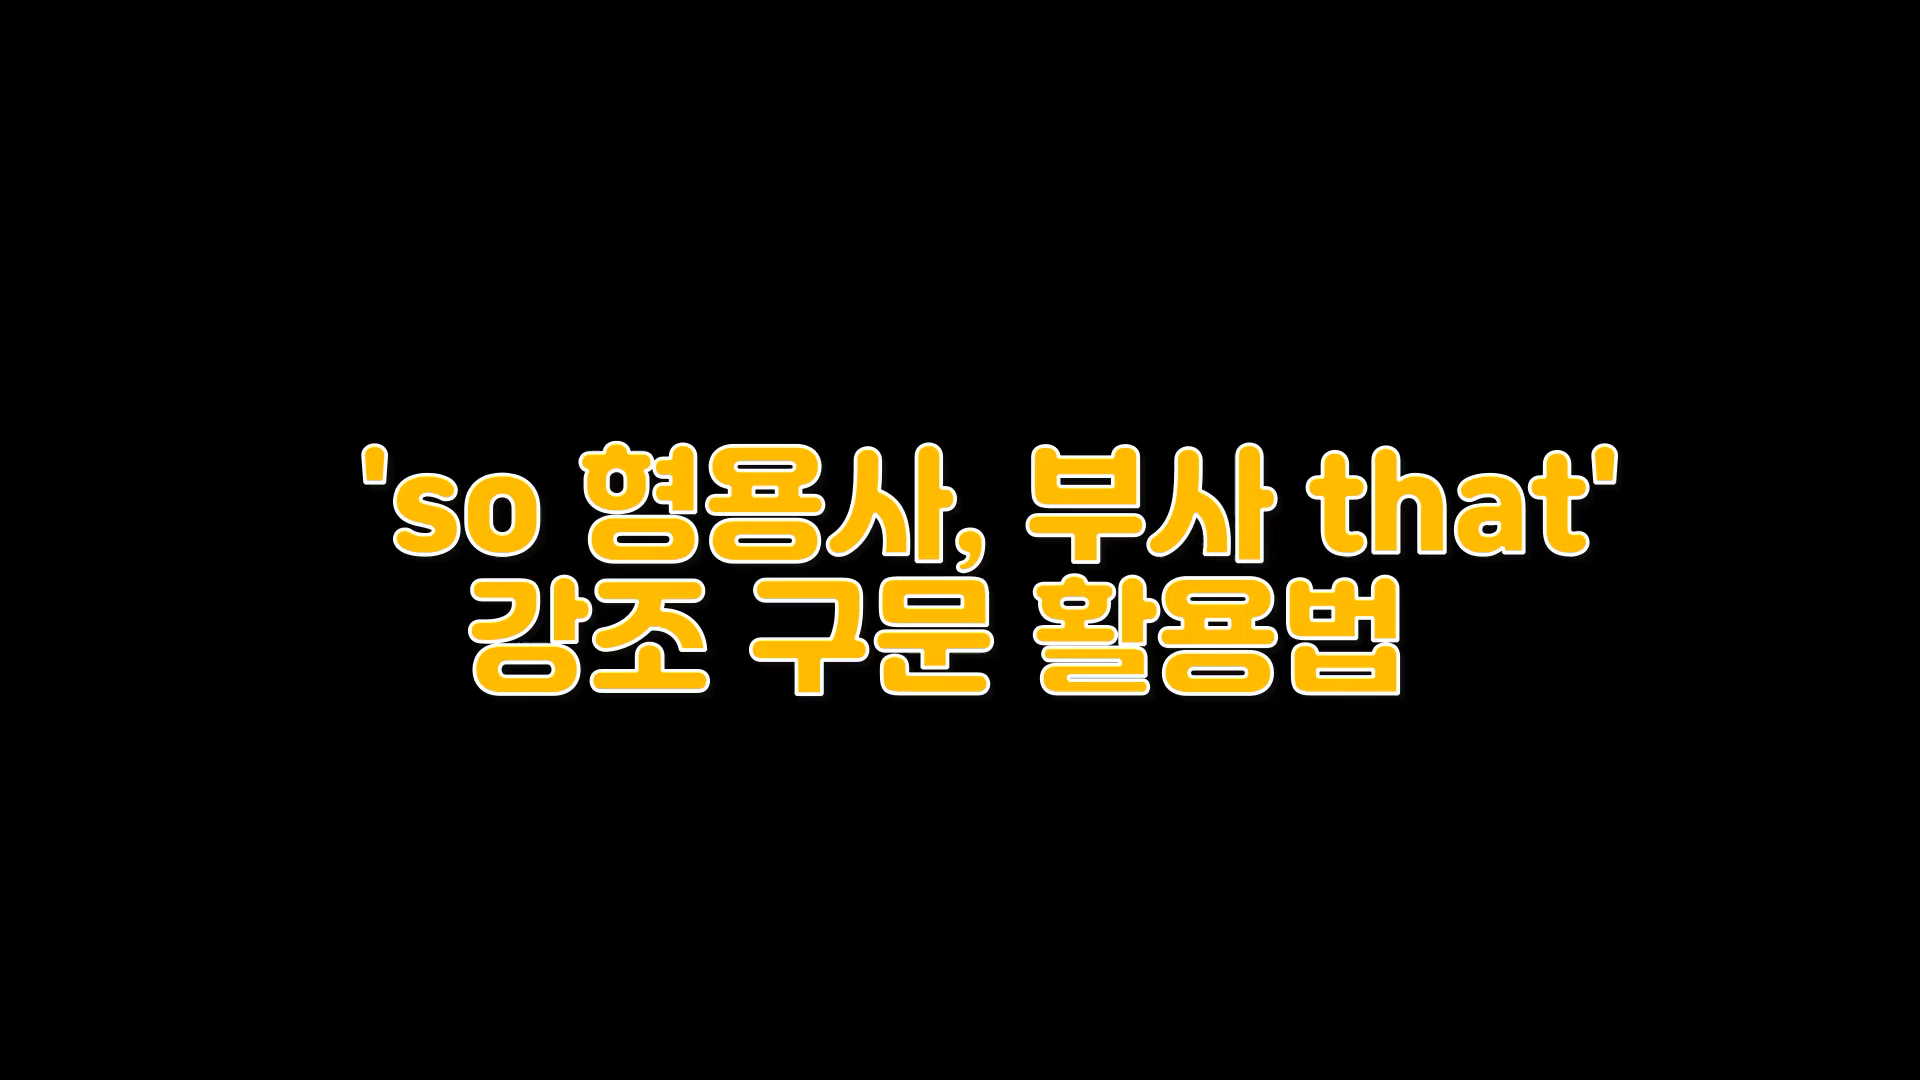 'so 형용사, 부사 that'
강조 구문 활용법